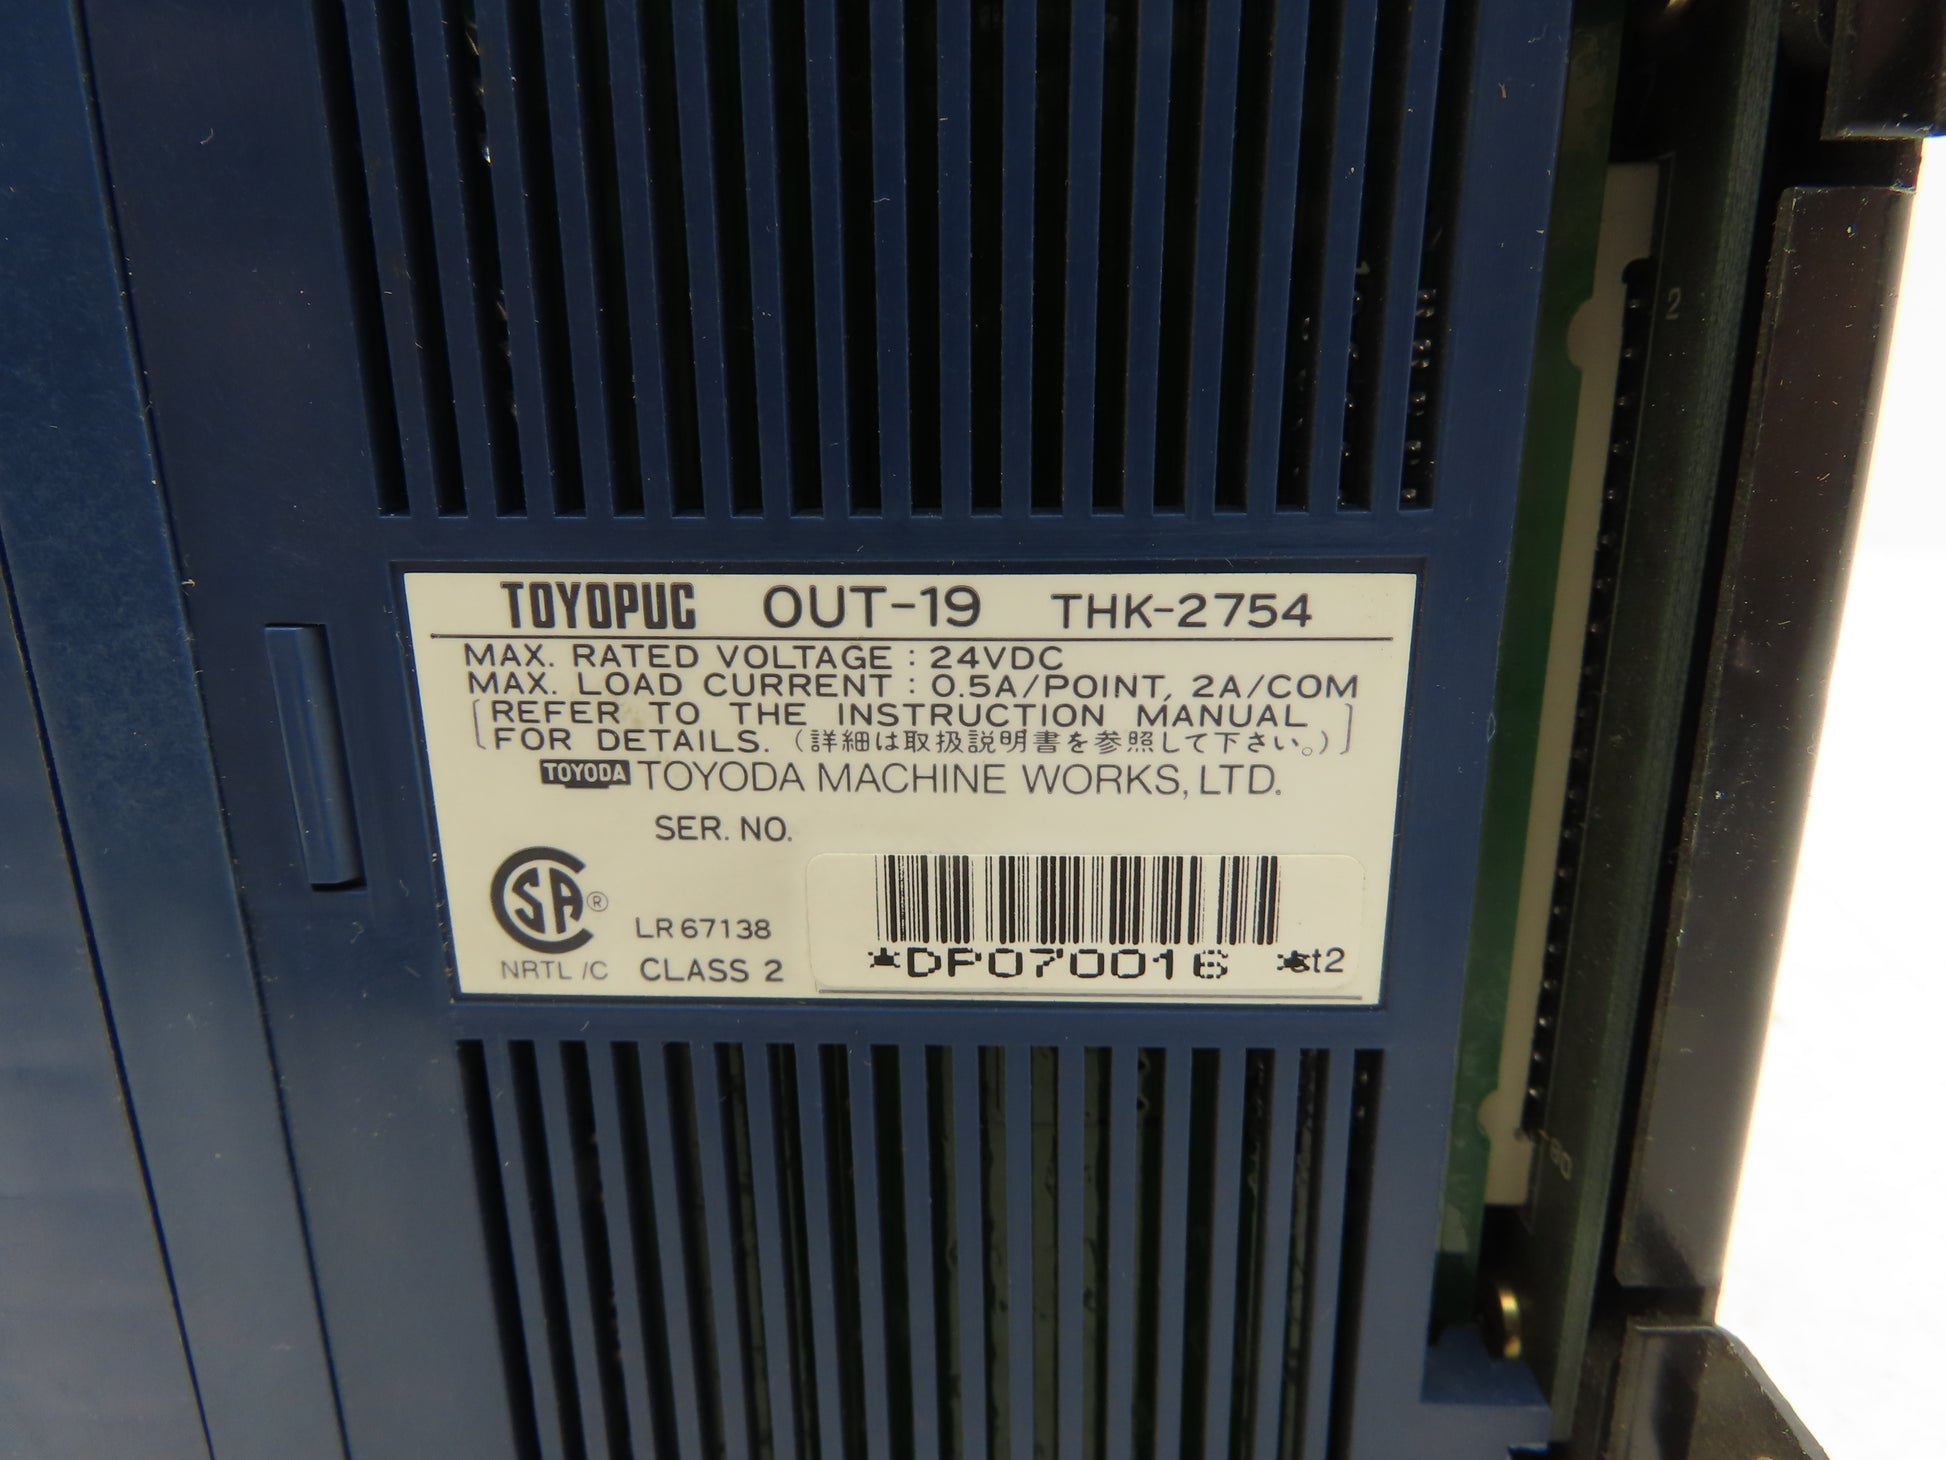 TOYOPUC OUT-19 THK-2754
MAX. RATED VOLTAGE : 24VDC
MAX. LOAD CURRENT : 0.5A/POINT, 2A/COM
[REFER TO THE INSTRUCTION MANUAL
FOR DETAILS. (詳細は取扱説明書を参照して下さい。)]
TOYODA TOYODA MACHINE WORKS, LTD.
SER. NO.
SA ®
LR 67138
NRTL /C CLASS 2
*DP070016
t2
2